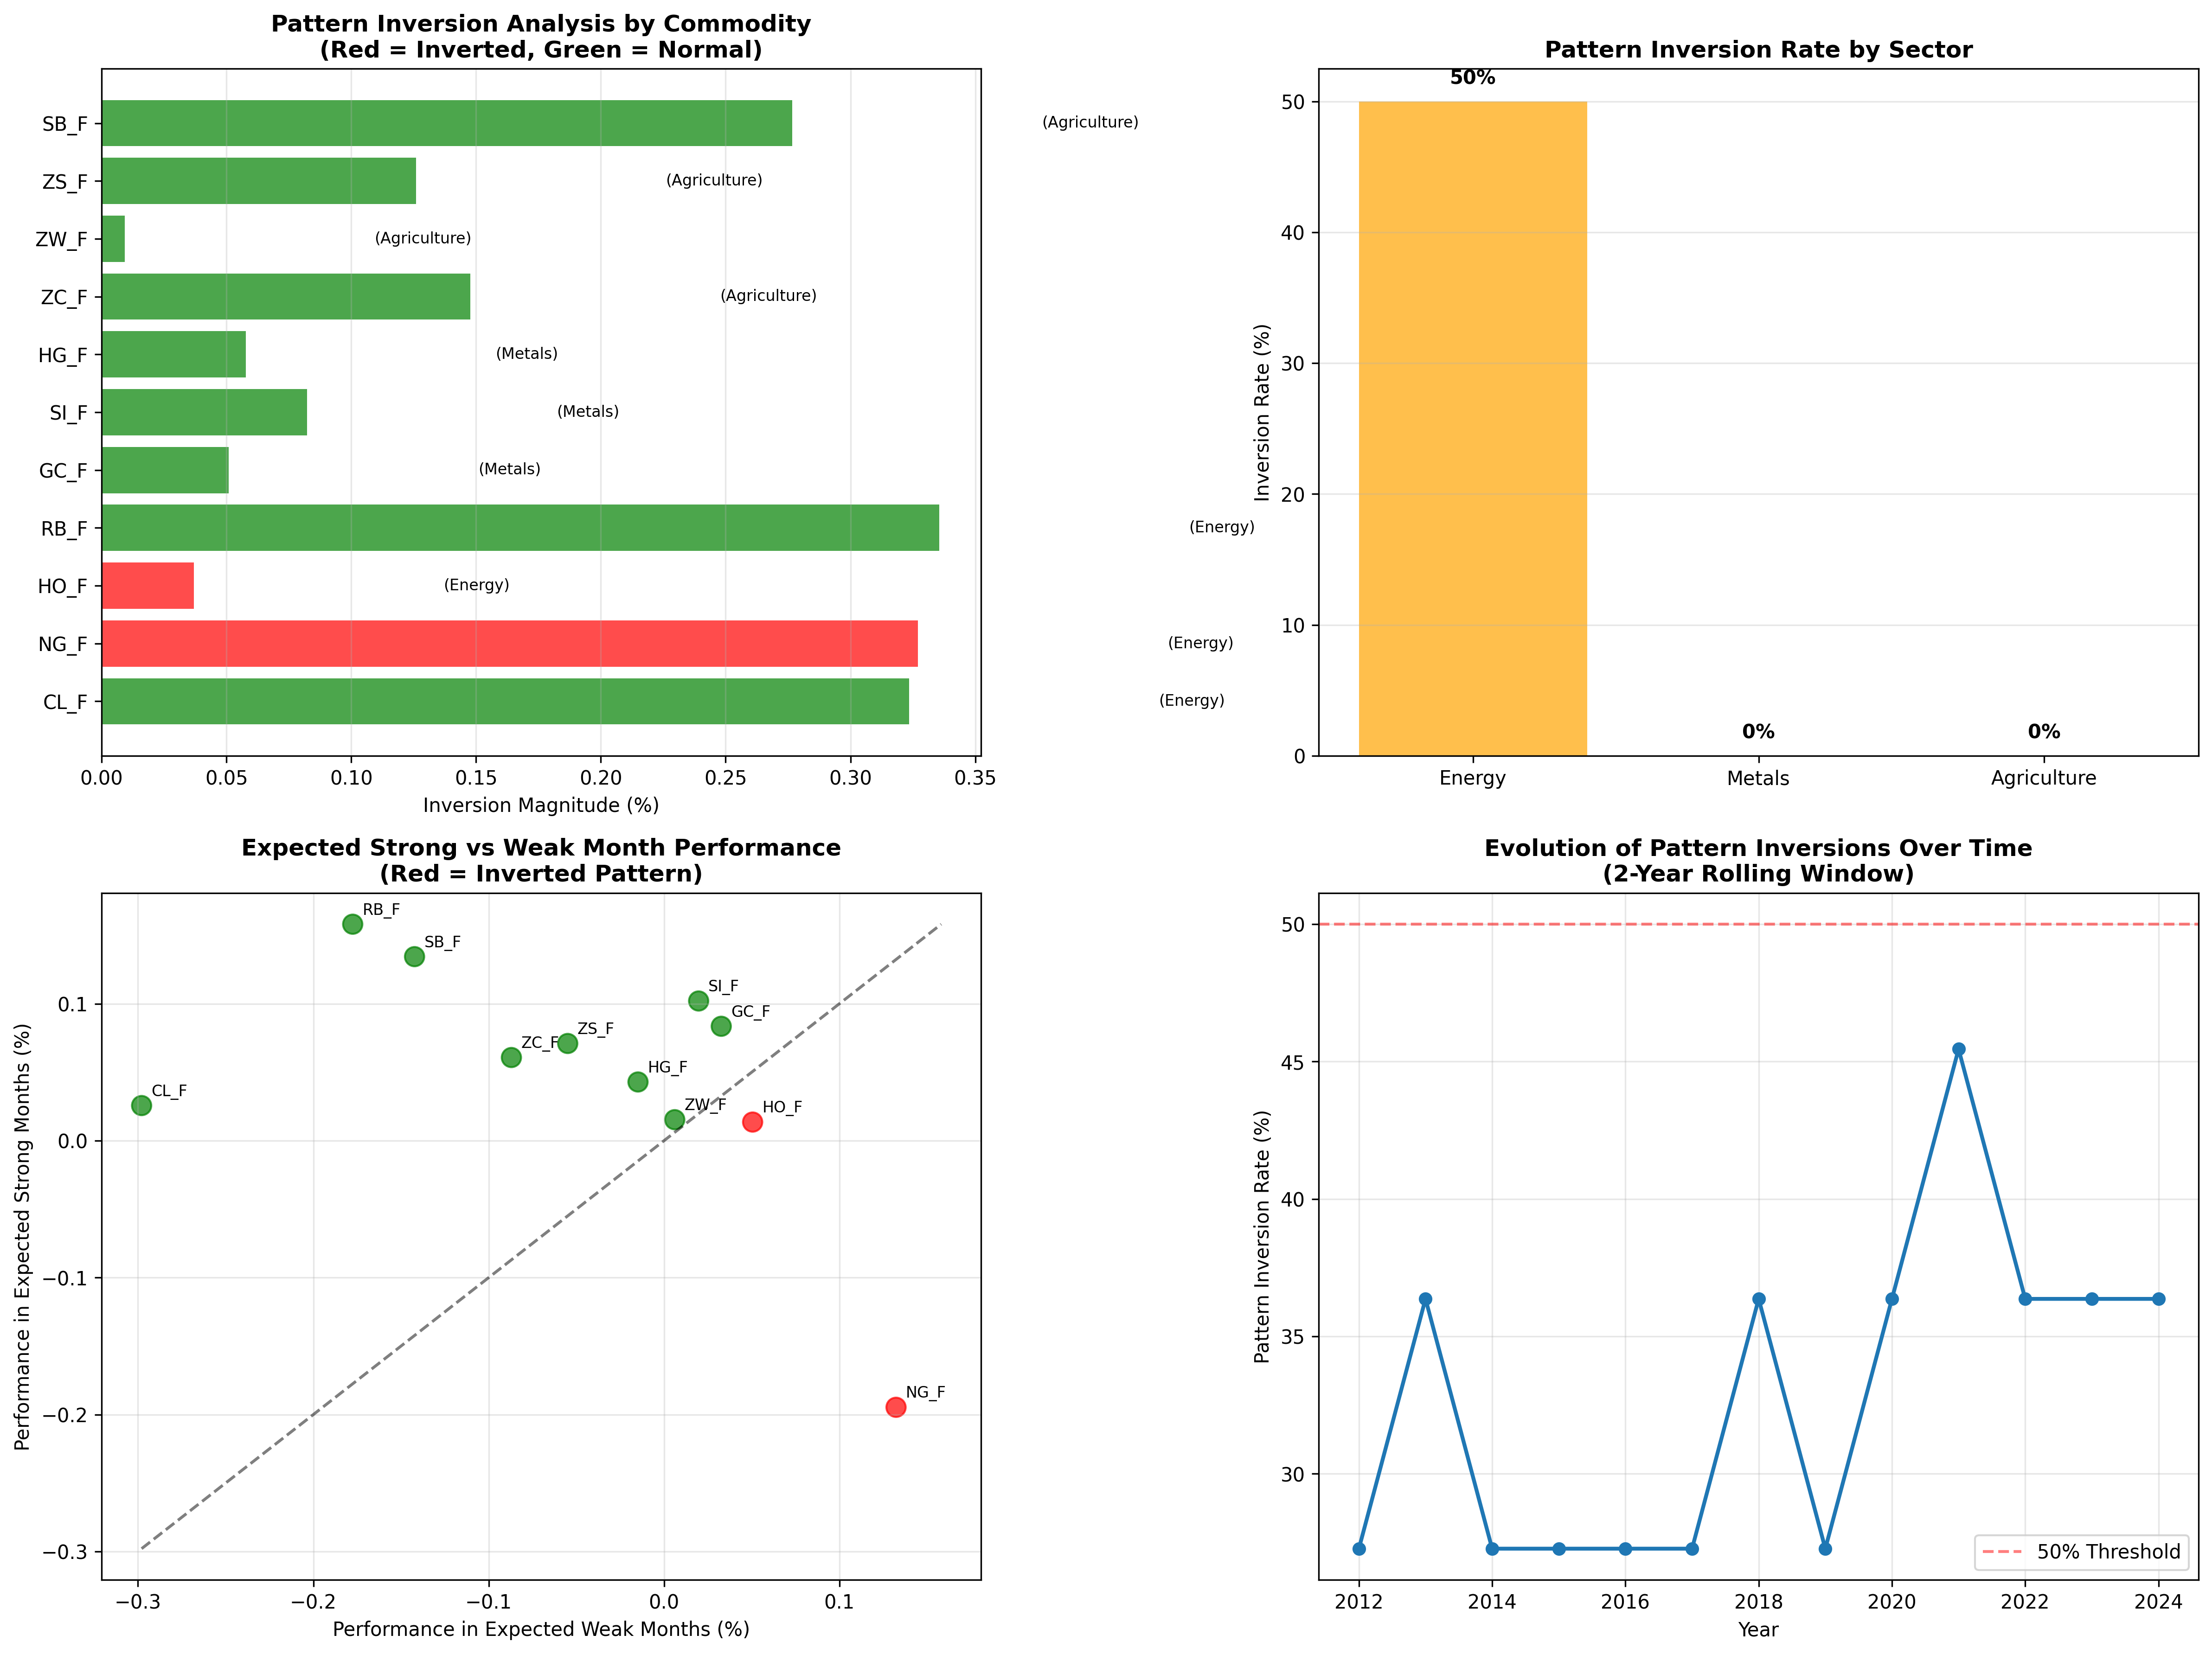 Pattern Inversion Analysis by Commodity
(Red = Inverted, Green = Normal)
SB_F
(Agriculture)
ZS_F
(Agriculture)
ZW_F
(Agriculture)
ZC_F
(Agriculture)
HG_F
(Metals)
SI_F
(Metals)
GC_F
(Metals)
RB_F
(Energy)
HO_F
(Energy)
NG_F
(Energy)
CL_F
(Energy)
0.00 0.05 0.10 0.15 0.20 0.25 0.30 0.35
Inversion Magnitude (%)
Pattern Inversion Rate by Sector
50%
0%
0%
50
40
30
20
10
0
Inversion Rate (%)
Energy Metals Agriculture
Expected Strong vs Weak Month Performance
(Red = Inverted Pattern)
RB_F
SB_F
SI_F
GC_F
ZS_F
ZC_F
HG_F
CL_F
ZW_F
HO_F
NG_F
0.1
0.0
−0.1
−0.2
−0.3
Performance in Expected Strong Months (%)
−0.3 −0.2 −0.1 0.0 0.1
Performance in Expected Weak Months (%)
Evolution of Pattern Inversions Over Time
(2-Year Rolling Window)
50
45
40
35
30
Pattern Inversion Rate (%)
50% Threshold
2012 2014 2016 2018 2020 2022 2024
Year